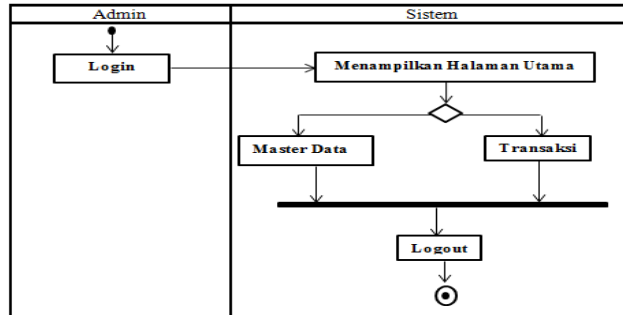 Admin
Sistem
Login
Menampilkan Halaman Utama
Master Data
Transaksi
Logout